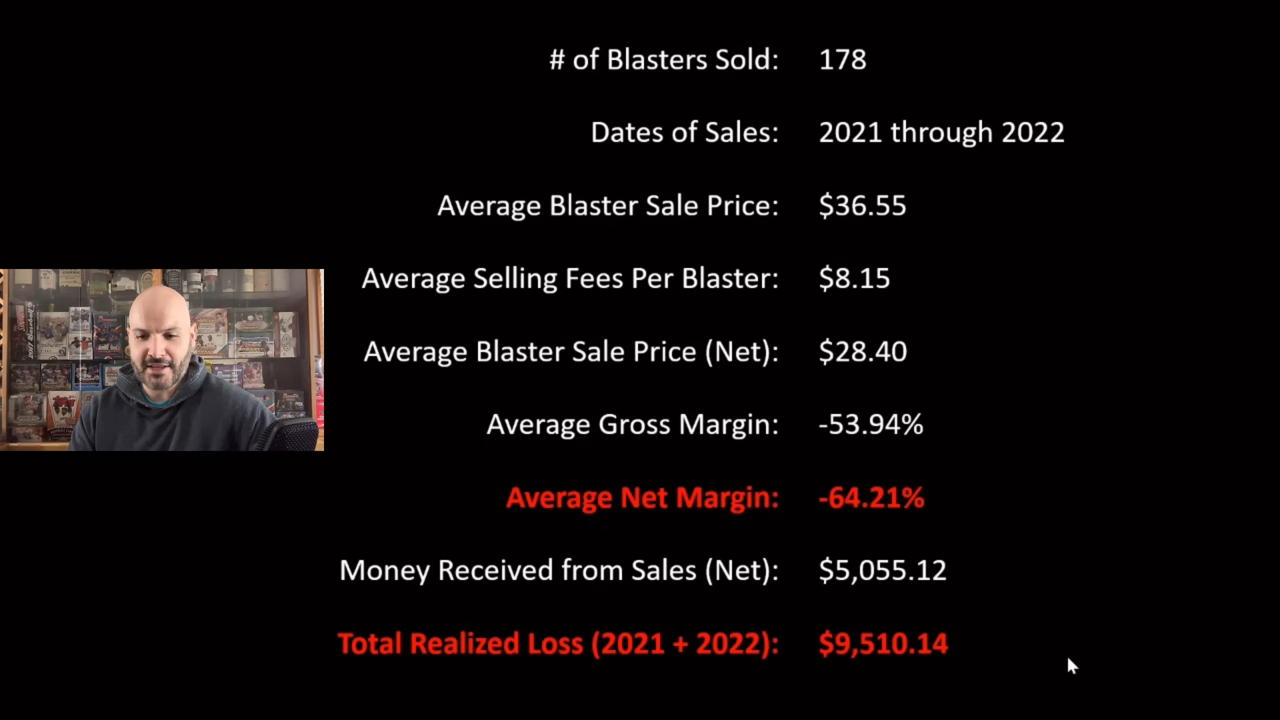 # of Blasters Sold: 178
Dates of Sales: 2021 through 2022
Average Blaster Sale Price: $36.55
Average Selling Fees Per Blaster: $8.15
Average Blaster Sale Price (Net): $28.40
Average Gross Margin: -53.94%
Average Net Margin: -64.21%
Money Received from Sales (Net): $5,055.12
Total Realized Loss (2021 + 2022): $9,510.14